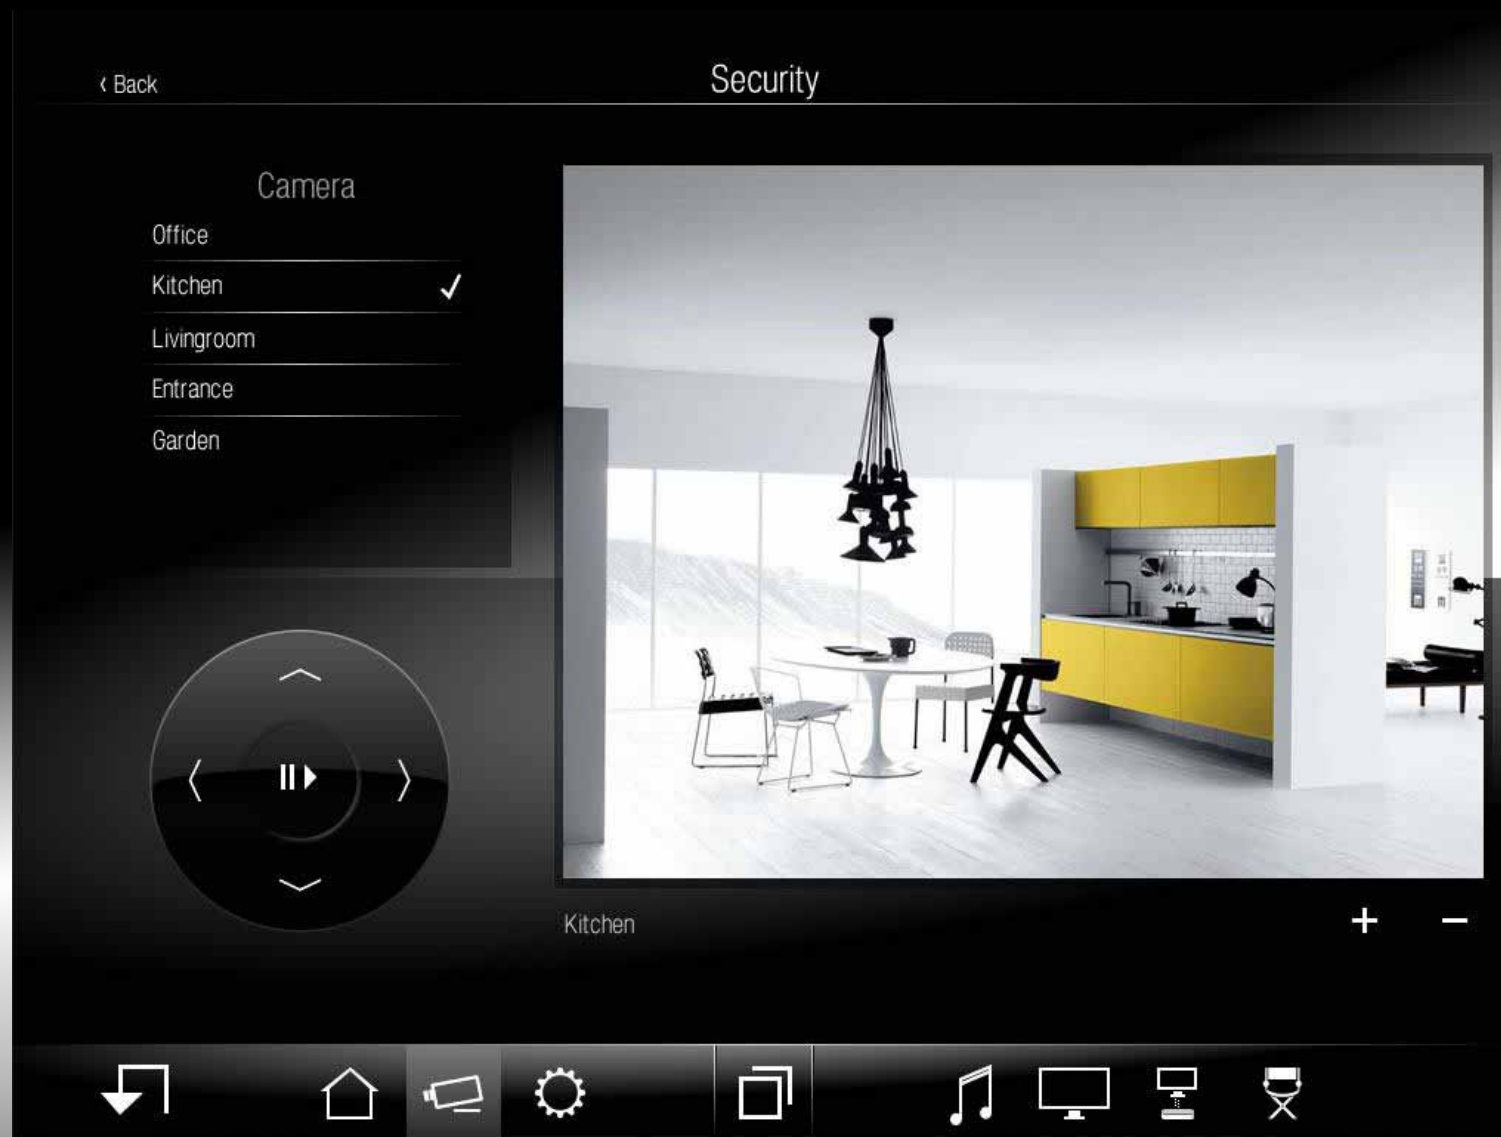 ‹ Back
Security
Camera
Office
Kitchen
Livingroom
Entrance
Garden
Kitchen